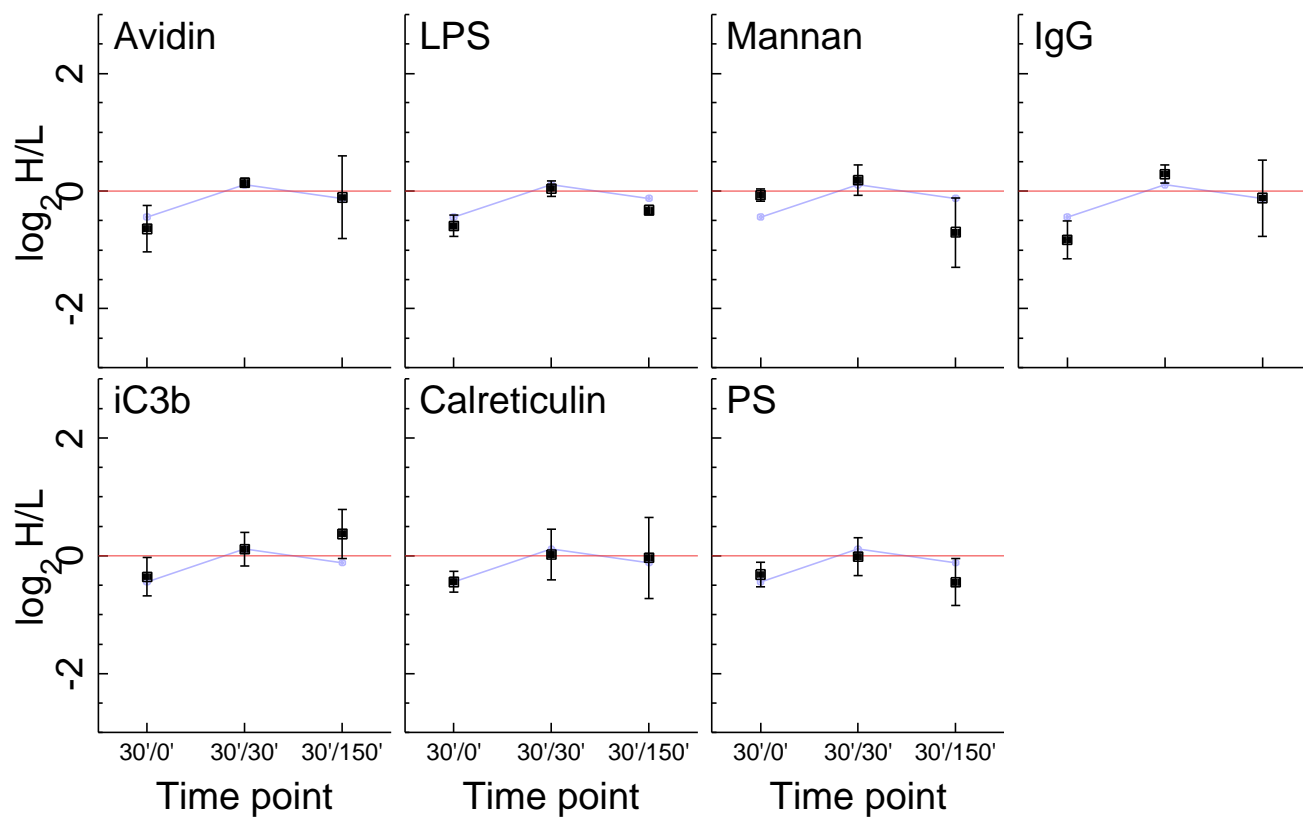 Avidin
LPS
Mannan
IgG
log2 H/L
2
0
-2
iC3b
Calreticulin
PS
log2 H/L
2
0
-2
30'/0' 30'/30' 30'/150'
30'/0' 30'/30' 30'/150'
30'/0' 30'/30' 30'/150'
Time point
Time point
Time point